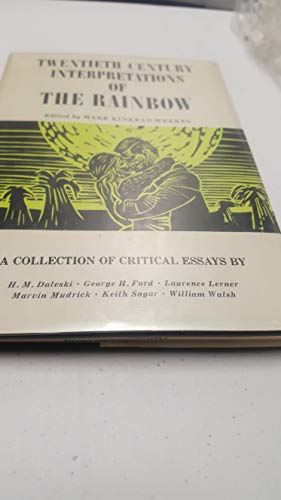 TWENTIETH CENTURY
INTERPRETATIONS
OF
THE RAINBOW
Edited by MARK KINKEAD-WEEKES
A COLLECTION OF CRITICAL ESSAYS BY
H. M. Daleski · George H. Ford · Laurence Lerner
Marvin Mudrick · Keith Sagar · William Walsh